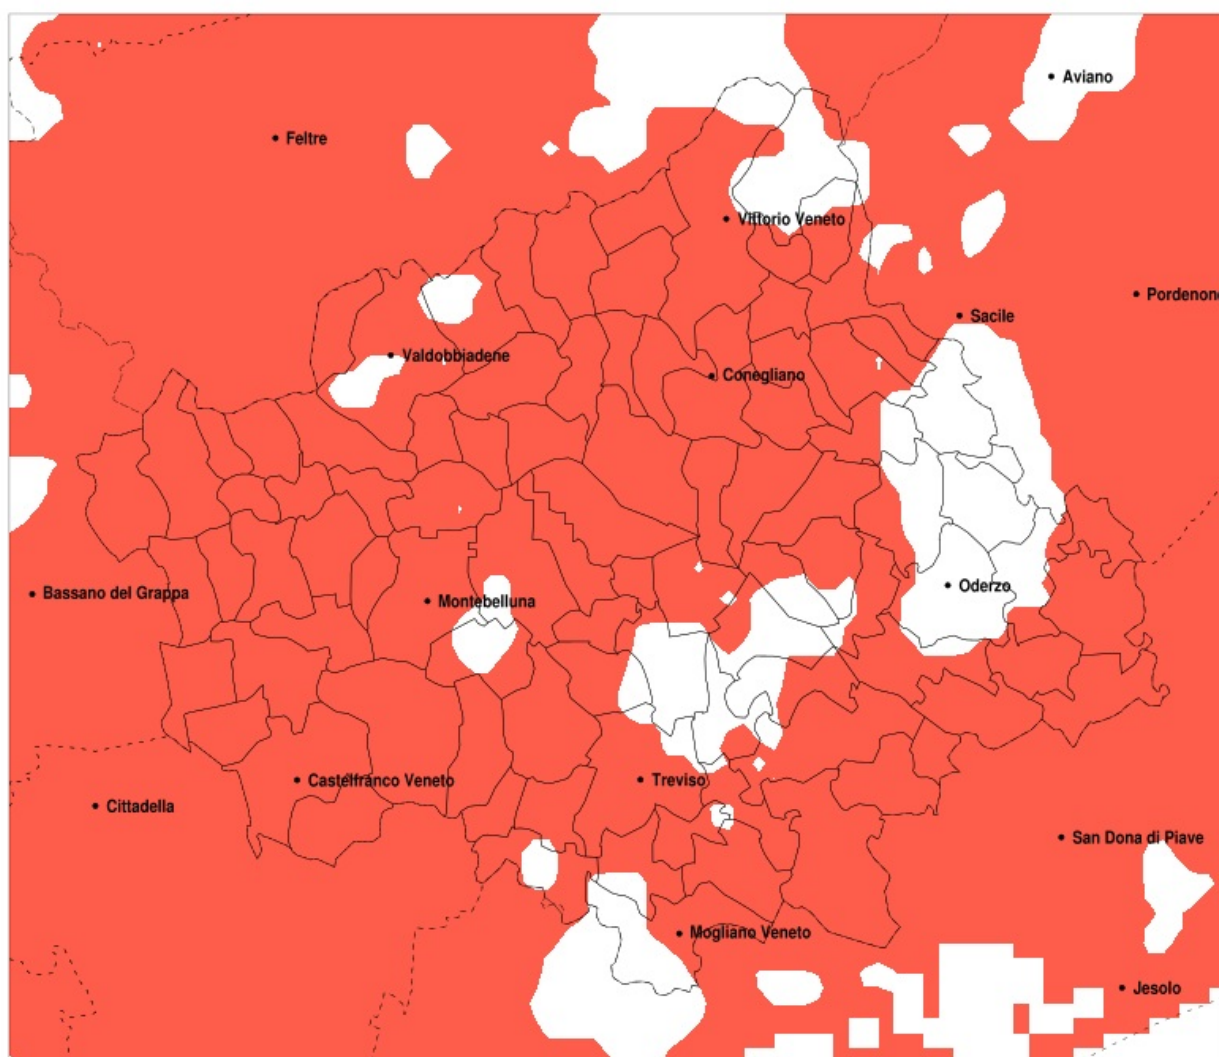 Aviano
Feltre
Vittorio Veneto
Pordenone
Sacile
Valdobbiadene
Conegliano
Oderzo
Bassano del Grappa
Montebelluna
Castelfranco Veneto
Treviso
Cittadella
San Dona di Piave
Mogliano Veneto
Jesolo